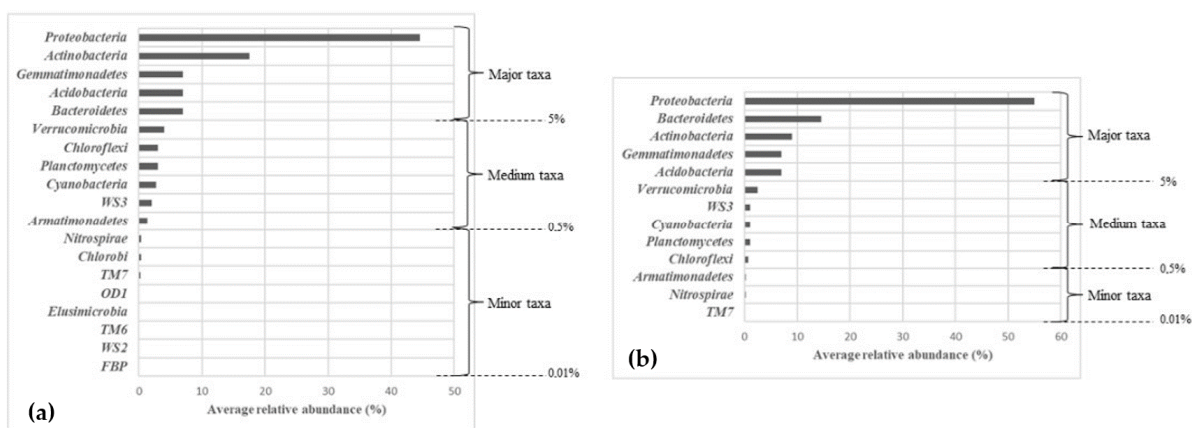 Proteobacteria
Actinobacteria
Gemmatimonadetes
Acidobacteria
Bacteroidetes
Verrucomicrobia
Chloroflexi
Planctomycetes
Cyanobacteria
WS3
Armatimonadetes
Nitrospirae
Chlorobi
TM7
OD1
Elusimicrobia
TM6
WS2
FBP
0 10 20 30 40 50
Average relative abundance (%)
Major taxa
5%
Medium taxa
0.5%
Minor taxa
0.01%
(a)
Proteobacteria
Bacteroidetes
Actinobacteria
Gemmatimonadetes
Acidobacteria
Verrucomicrobia
WS3
Cyanobacteria
Planctomycetes
Chloroflexi
Armatimonadetes
Nitrospirae
TM7
0 10 20 30 40 50 60
Average relative abundance (%)
Major taxa
5%
Medium taxa
0,5%
Minor taxa
0.01%
(b)